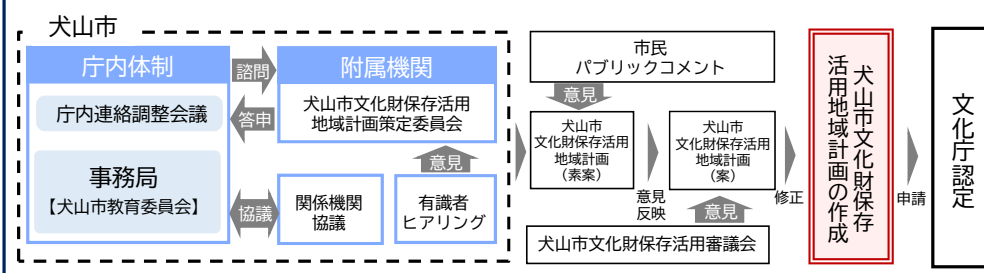 犬山市
庁内体制
庁内連絡調整会議
事務局
【犬山市教育委員会】
諮問
答申
協議
附属機関
犬山市文化財保存活用
地域計画策定委員会
意見
関係機関
協議
有識者
ヒアリング
市民
パブリックコメント
意見
犬山市
文化財保存活用
地域計画
（素案）
意見
反映
犬山市
文化財保存活用
地域計画
（案）
意見
犬山市文化財保存活用審議会
修正
犬山市文化財保存
活用地域計画の作成
申請
文化庁認定